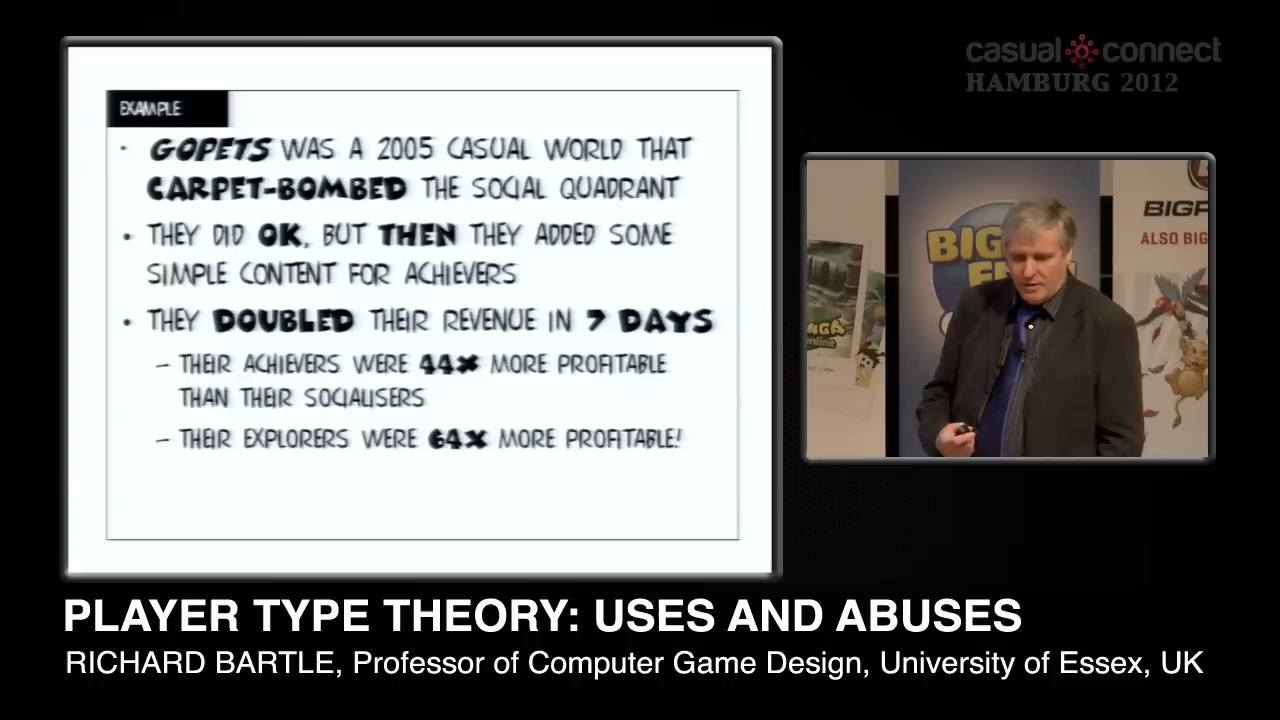 casual connect
HAMBURG 2012
EXAMPLE
• GOPETS WAS A 2005 CASUAL WORLD THAT
CARPET-BOMBED THE SOCIAL QUADRANT
• THEY DID OK, BUT THEN THEY ADDED SOME
SIMPLE CONTENT FOR ACHIEVERS
• THEY DOUBLED THEIR REVENUE IN 7 DAYS
– THEIR ACHIEVERS WERE 44X MORE PROFITABLE
THAN THEIR SOCIALISERS
– THEIR EXPLORERS WERE 64X MORE PROFITABLE!
BIG
BIGP
ALSO BIG
PLAYER TYPE THEORY: USES AND ABUSES
RICHARD BARTLE, Professor of Computer Game Design, University of Essex, UK